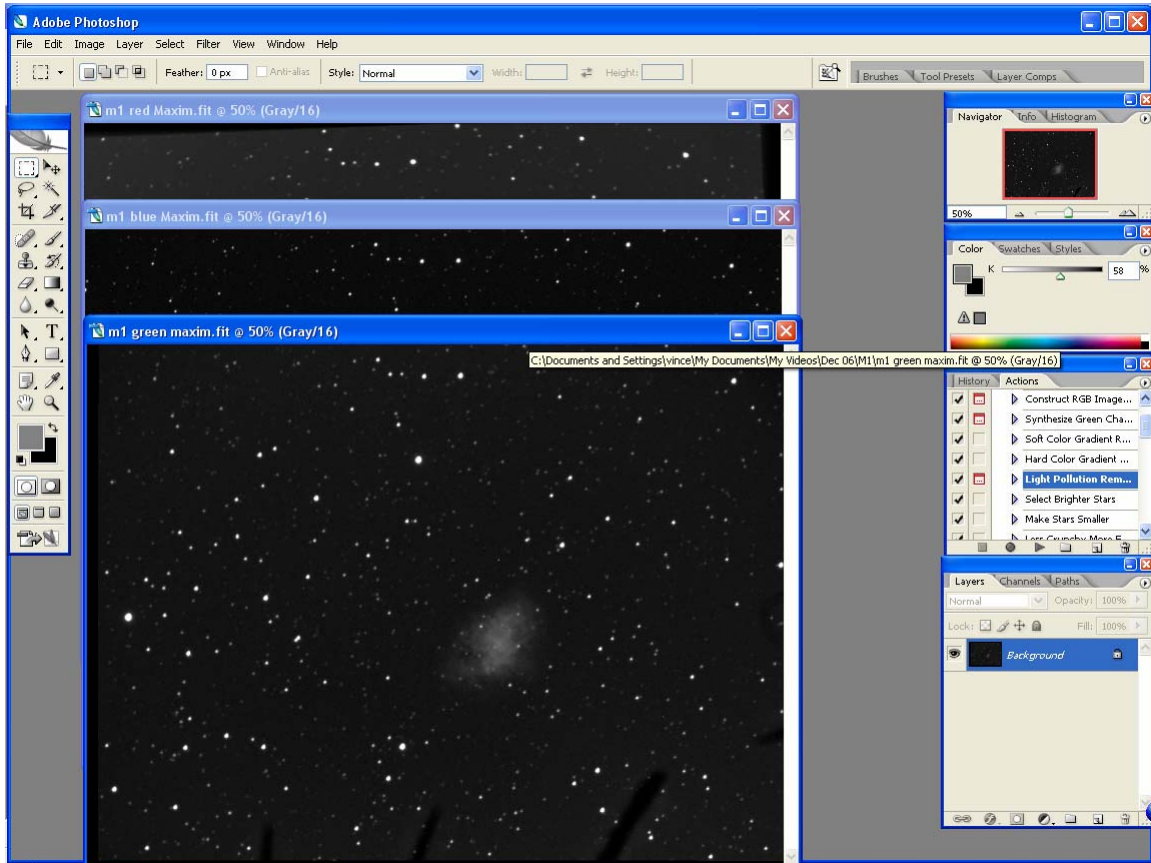 Adobe Photoshop
File Edit Image Layer Select Filter View Window Help
Feather: 0 px Anti-alias Style: Normal Width: Height: Brushes Tool Presets Layer Comps
m1 red Maxim.fit @ 50% (Gray/16)
m1 blue Maxim.fit @ 50% (Gray/16)
m1 green maxim.fit @ 50% (Gray/16)
C:\Documents and Settings\vince\My Documents\My Videos\Dec 06\M1\m1 green maxim.fit @ 50% (Gray/16)
Navigator Info Histogram
50%
Color Swatches Styles
K 58 %
History Actions
Construct RGB Image...
Synthesize Green Cha...
Soft Color Gradient R...
Hard Color Gradient ...
Light Pollution Rem...
Select Brighter Stars
Make Stars Smaller
Less Crunchy More F...
Layers Channels Paths
Normal Opacity: 100%
Lock: Fill: 100%
Background